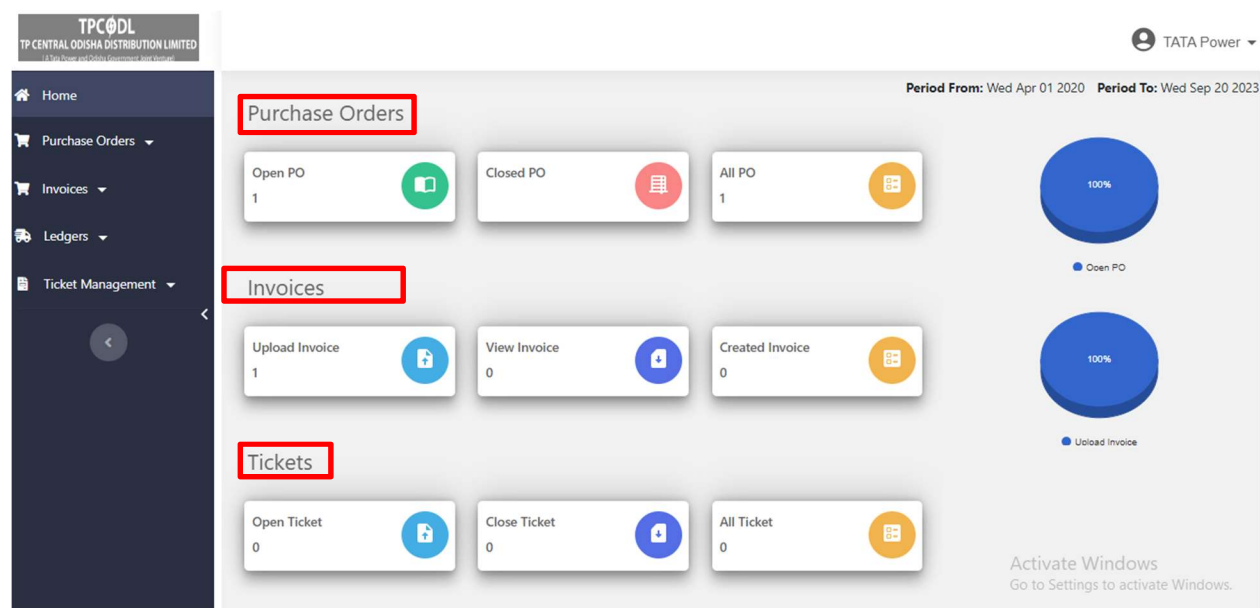 TPCODL
TP CENTRAL ODISHA DISTRIBUTION LIMITED
(A Tata Power and Odisha Government Joint Venture)
TATA Power
Home
Purchase Orders
Invoices
Ledgers
Ticket Management
Period From: Wed Apr 01 2020 Period To: Wed Sep 20 2023
Purchase Orders
Open PO
1
Closed PO
All PO
1
100%
Open PO
Invoices
Upload Invoice
1
View Invoice
0
Created Invoice
0
100%
Upload Invoice
Tickets
Open Ticket
0
Close Ticket
0
All Ticket
0
Activate Windows
Go to Settings to activate Windows.